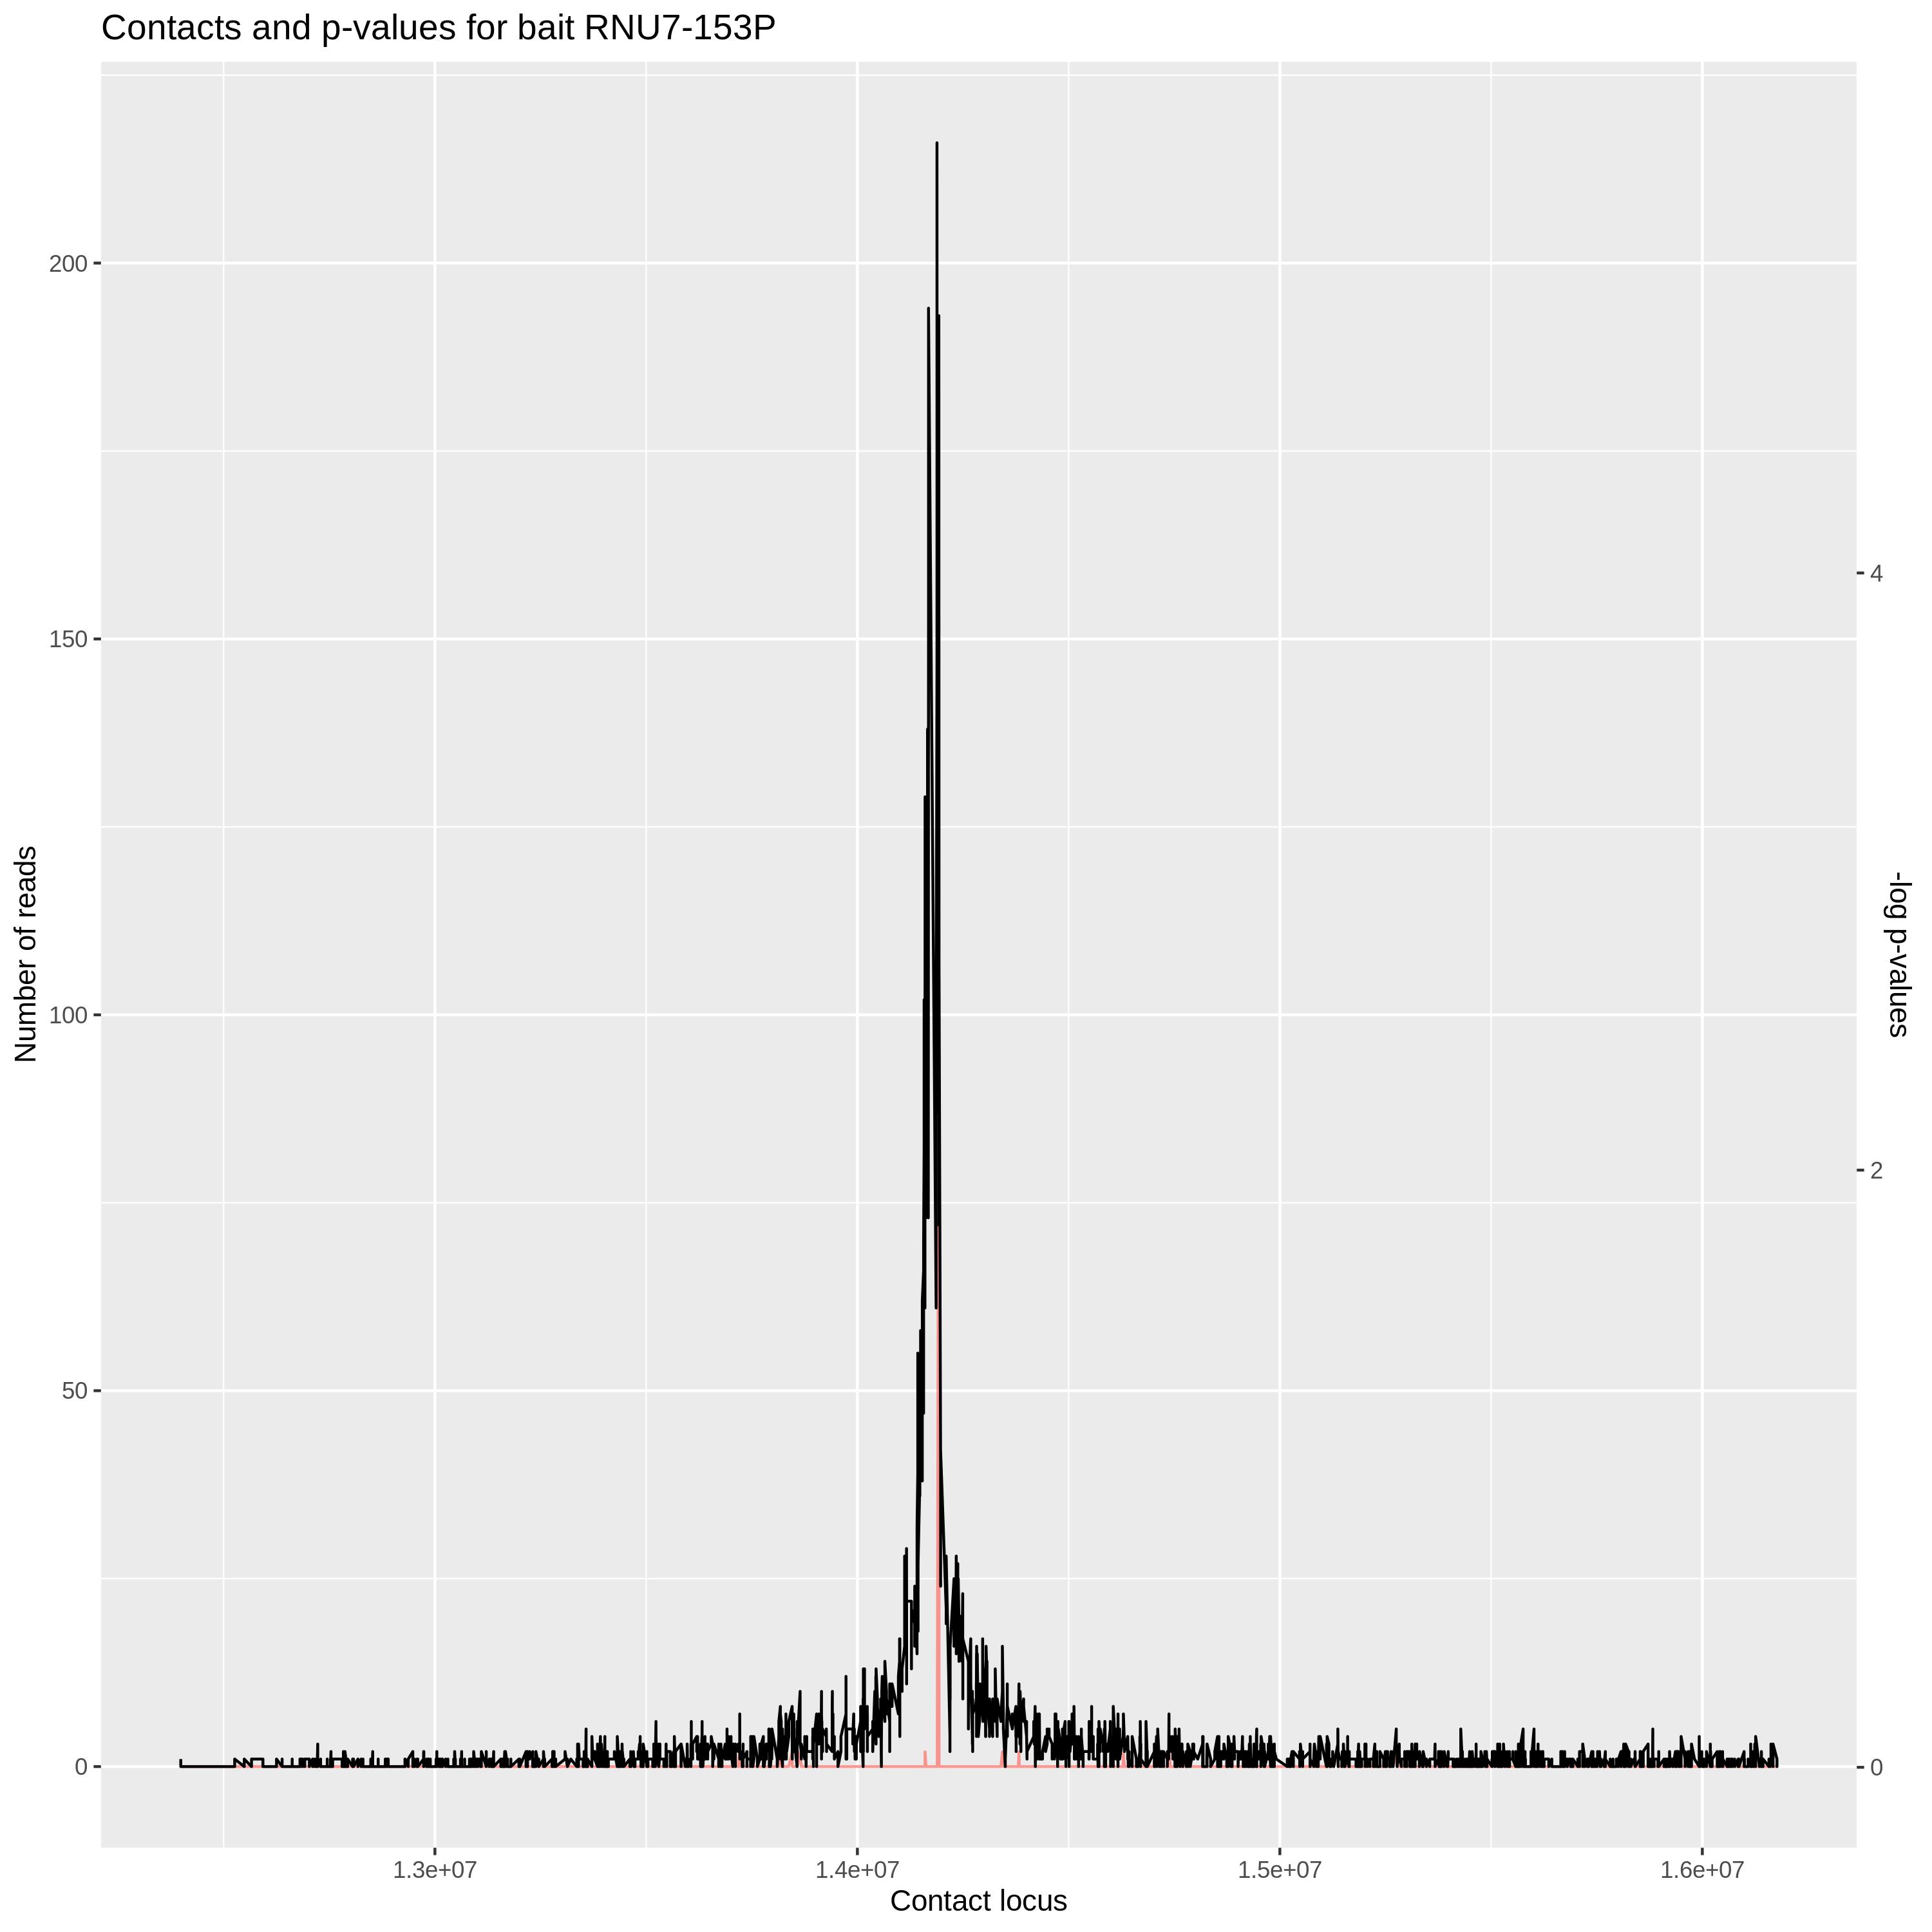 Contacts and p-values for bait RNU7-153P
200
150
100
50
0
Number of reads
4
2
0
-log p-values
1.3e+07
1.4e+07
1.5e+07
1.6e+07
Contact locus